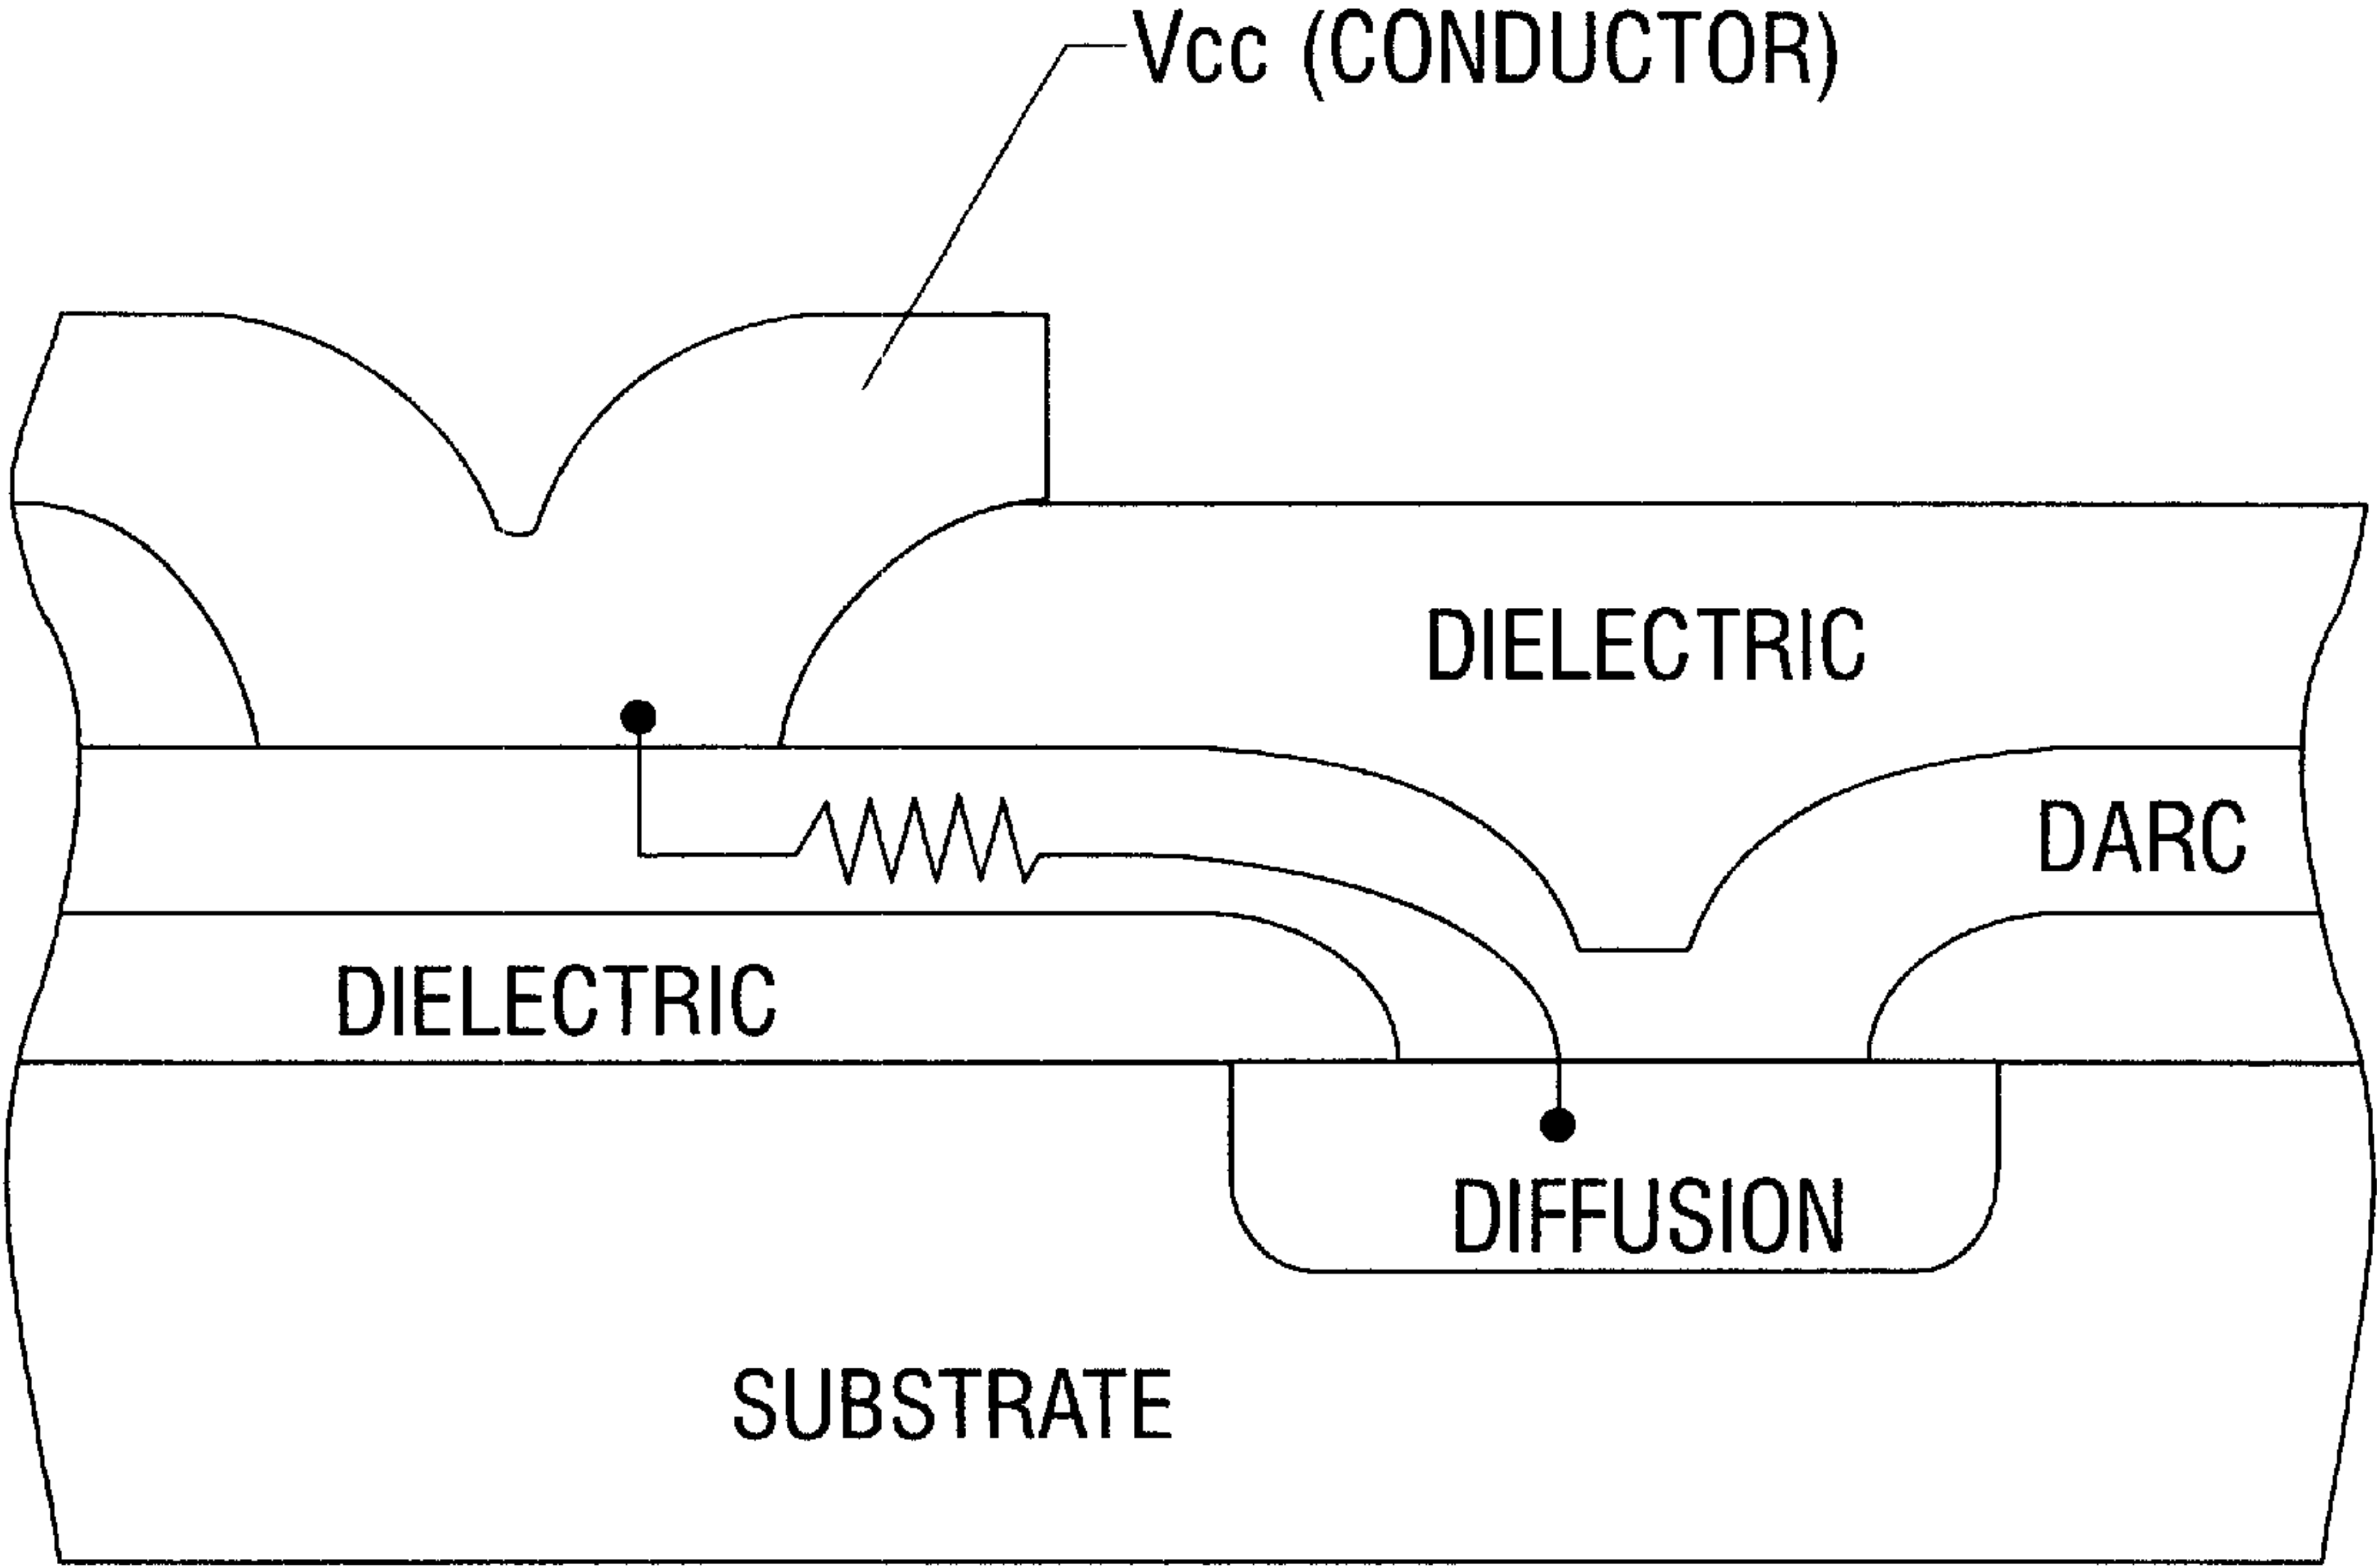 Vcc (CONDUCTOR)
DIELECTRIC
DARC
DIELECTRIC
DIFFUSION
SUBSTRATE